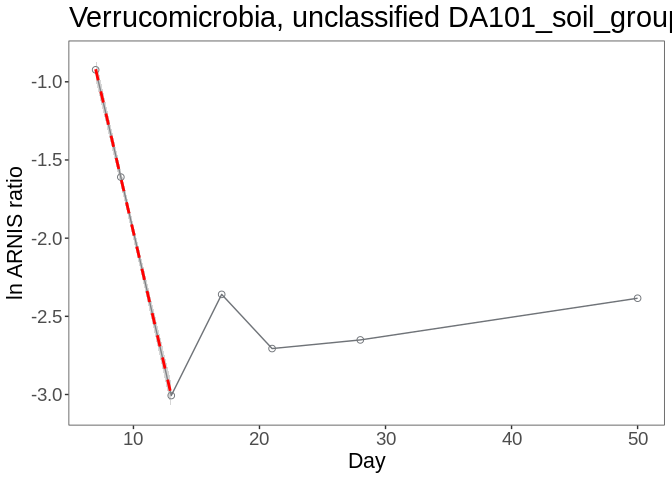 Verrucomicrobia, unclassified DA101_soil_group
ln ARNIS ratio
-1.0
-1.5
-2.0
-2.5
-3.0
10 20 30 40 50
Day